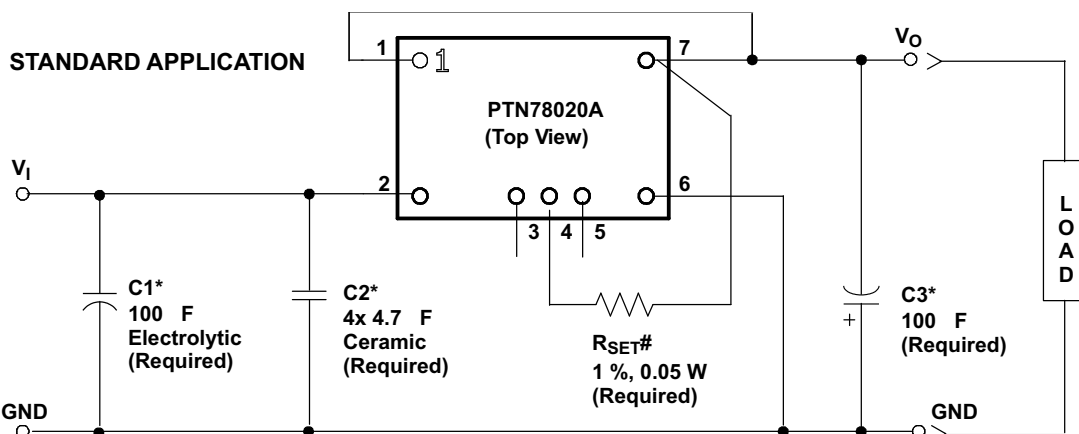 STANDARD APPLICATION
1
1
7
PTN78020A
(Top View)
VO
VI
2
6
3
4
5
L
O
A
D
C1*
100 F
Electrolytic
(Required)
C2*
4x 4.7 F
Ceramic
(Required)
RSET#
1 %, 0.05 W
(Required)
C3*
100 F
(Required)
+
GND
GND